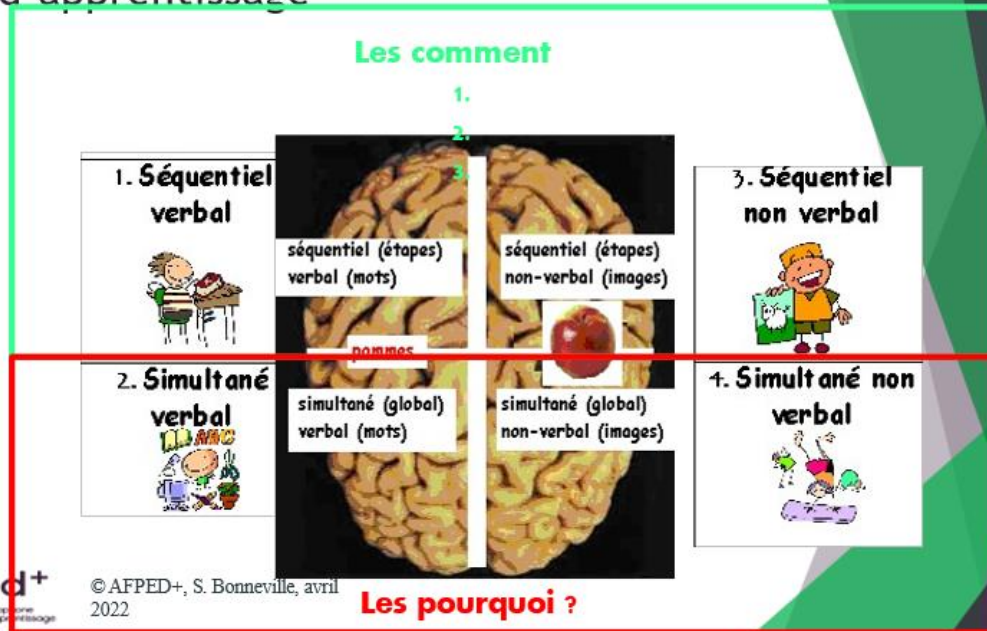 d'apprentissage
Les comment
1.
2.
3.
1. Séquentiel
verbal
séquentiel (étapes)
verbal (mots)
séquentiel (étapes)
non-verbal (images)
3. Séquentiel
non verbal
pommes
2. Simultané
verbal
ABC
simultané (global)
verbal (mots)
simultané (global)
non-verbal (images)
4. Simultané non
verbal
d+
© AFPED+, S. Bonneville, avril
2022
Les pourquoi ?